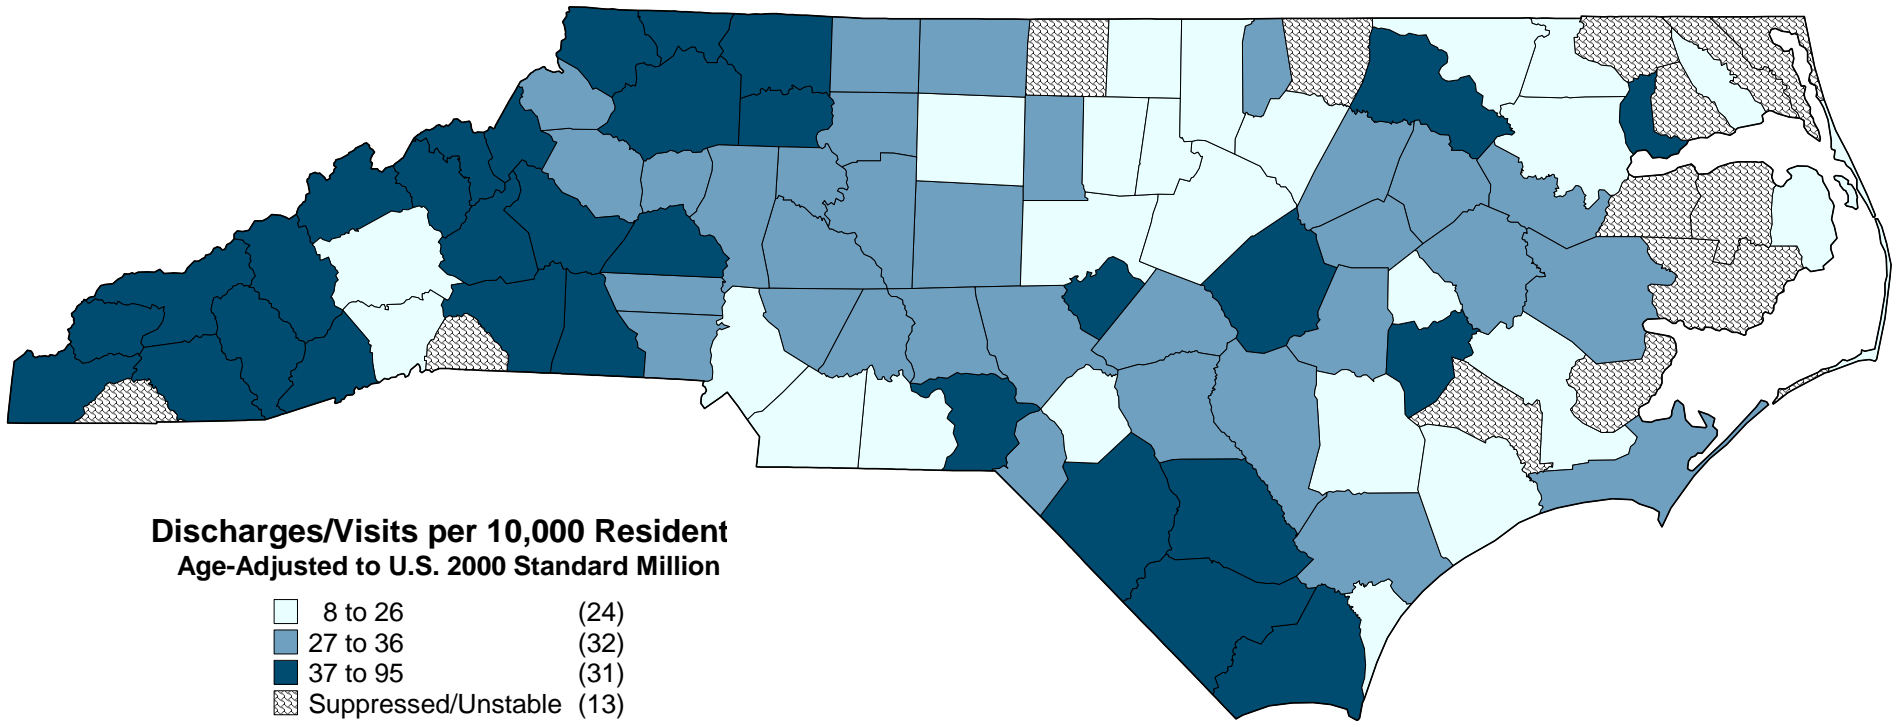 Discharges/Visits per 10,000 Resident
Age-Adjusted to U.S. 2000 Standard Million
8 to 26 (24)
27 to 36 (32)
37 to 95 (31)
Suppressed/Unstable (13)